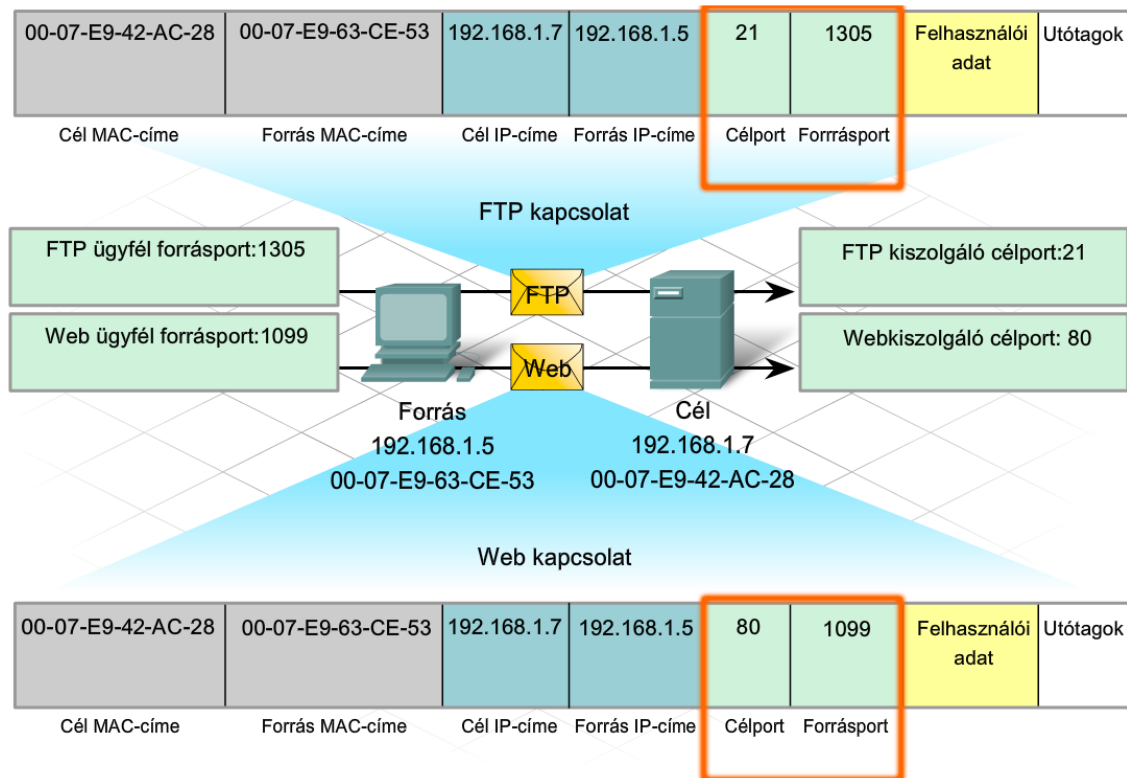 00-07-E9-42-AC-28 00-07-E9-63-CE-53 192.168.1.7 192.168.1.5 21 1305 Felhasználói adat Utótagok
Cél MAC-címe Forrás MAC-címe Cél IP-címe Forrás IP-címe Célport Forrrásport
FTP kapcsolat
FTP ügyfél forrásport:1305
FTP kiszolgáló célport:21
FTP
Web ügyfél forrásport:1099
Webkiszolgáló célport: 80
Web
Forrás
192.168.1.5
00-07-E9-63-CE-53
Cél
192.168.1.7
00-07-E9-42-AC-28
Web kapcsolat
00-07-E9-42-AC-28 00-07-E9-63-CE-53 192.168.1.7 192.168.1.5 80 1099 Felhasználói adat Utótagok
Cél MAC-címe Forrás MAC-címe Cél IP-címe Forrás IP-címe Célport Forrásport